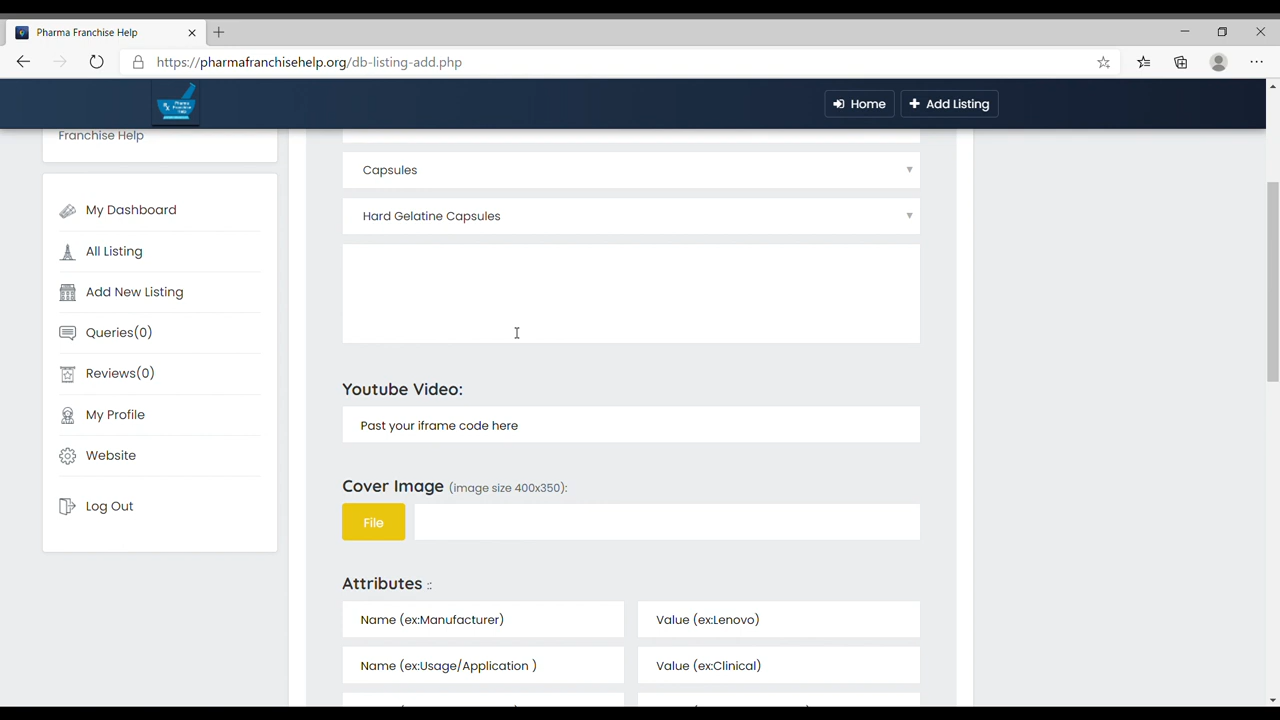 Pharma Franchise Help
https://pharmafranchisehelp.org/db-listing-add.php
Pharma Franchise Help
Home
Add Listing
Franchise Help
My Dashboard
All Listing
Add New Listing
Queries(0)
Reviews(0)
My Profile
Website
Log Out
Capsules
Hard Gelatine Capsules
Youtube Video:
Past your iframe code here
Cover Image (image size 400x350):
File
Attributes ::
Name (ex:Manufacturer)
Value (ex:Lenovo)
Name (ex:Usage/Application )
Value (ex:Clinical)